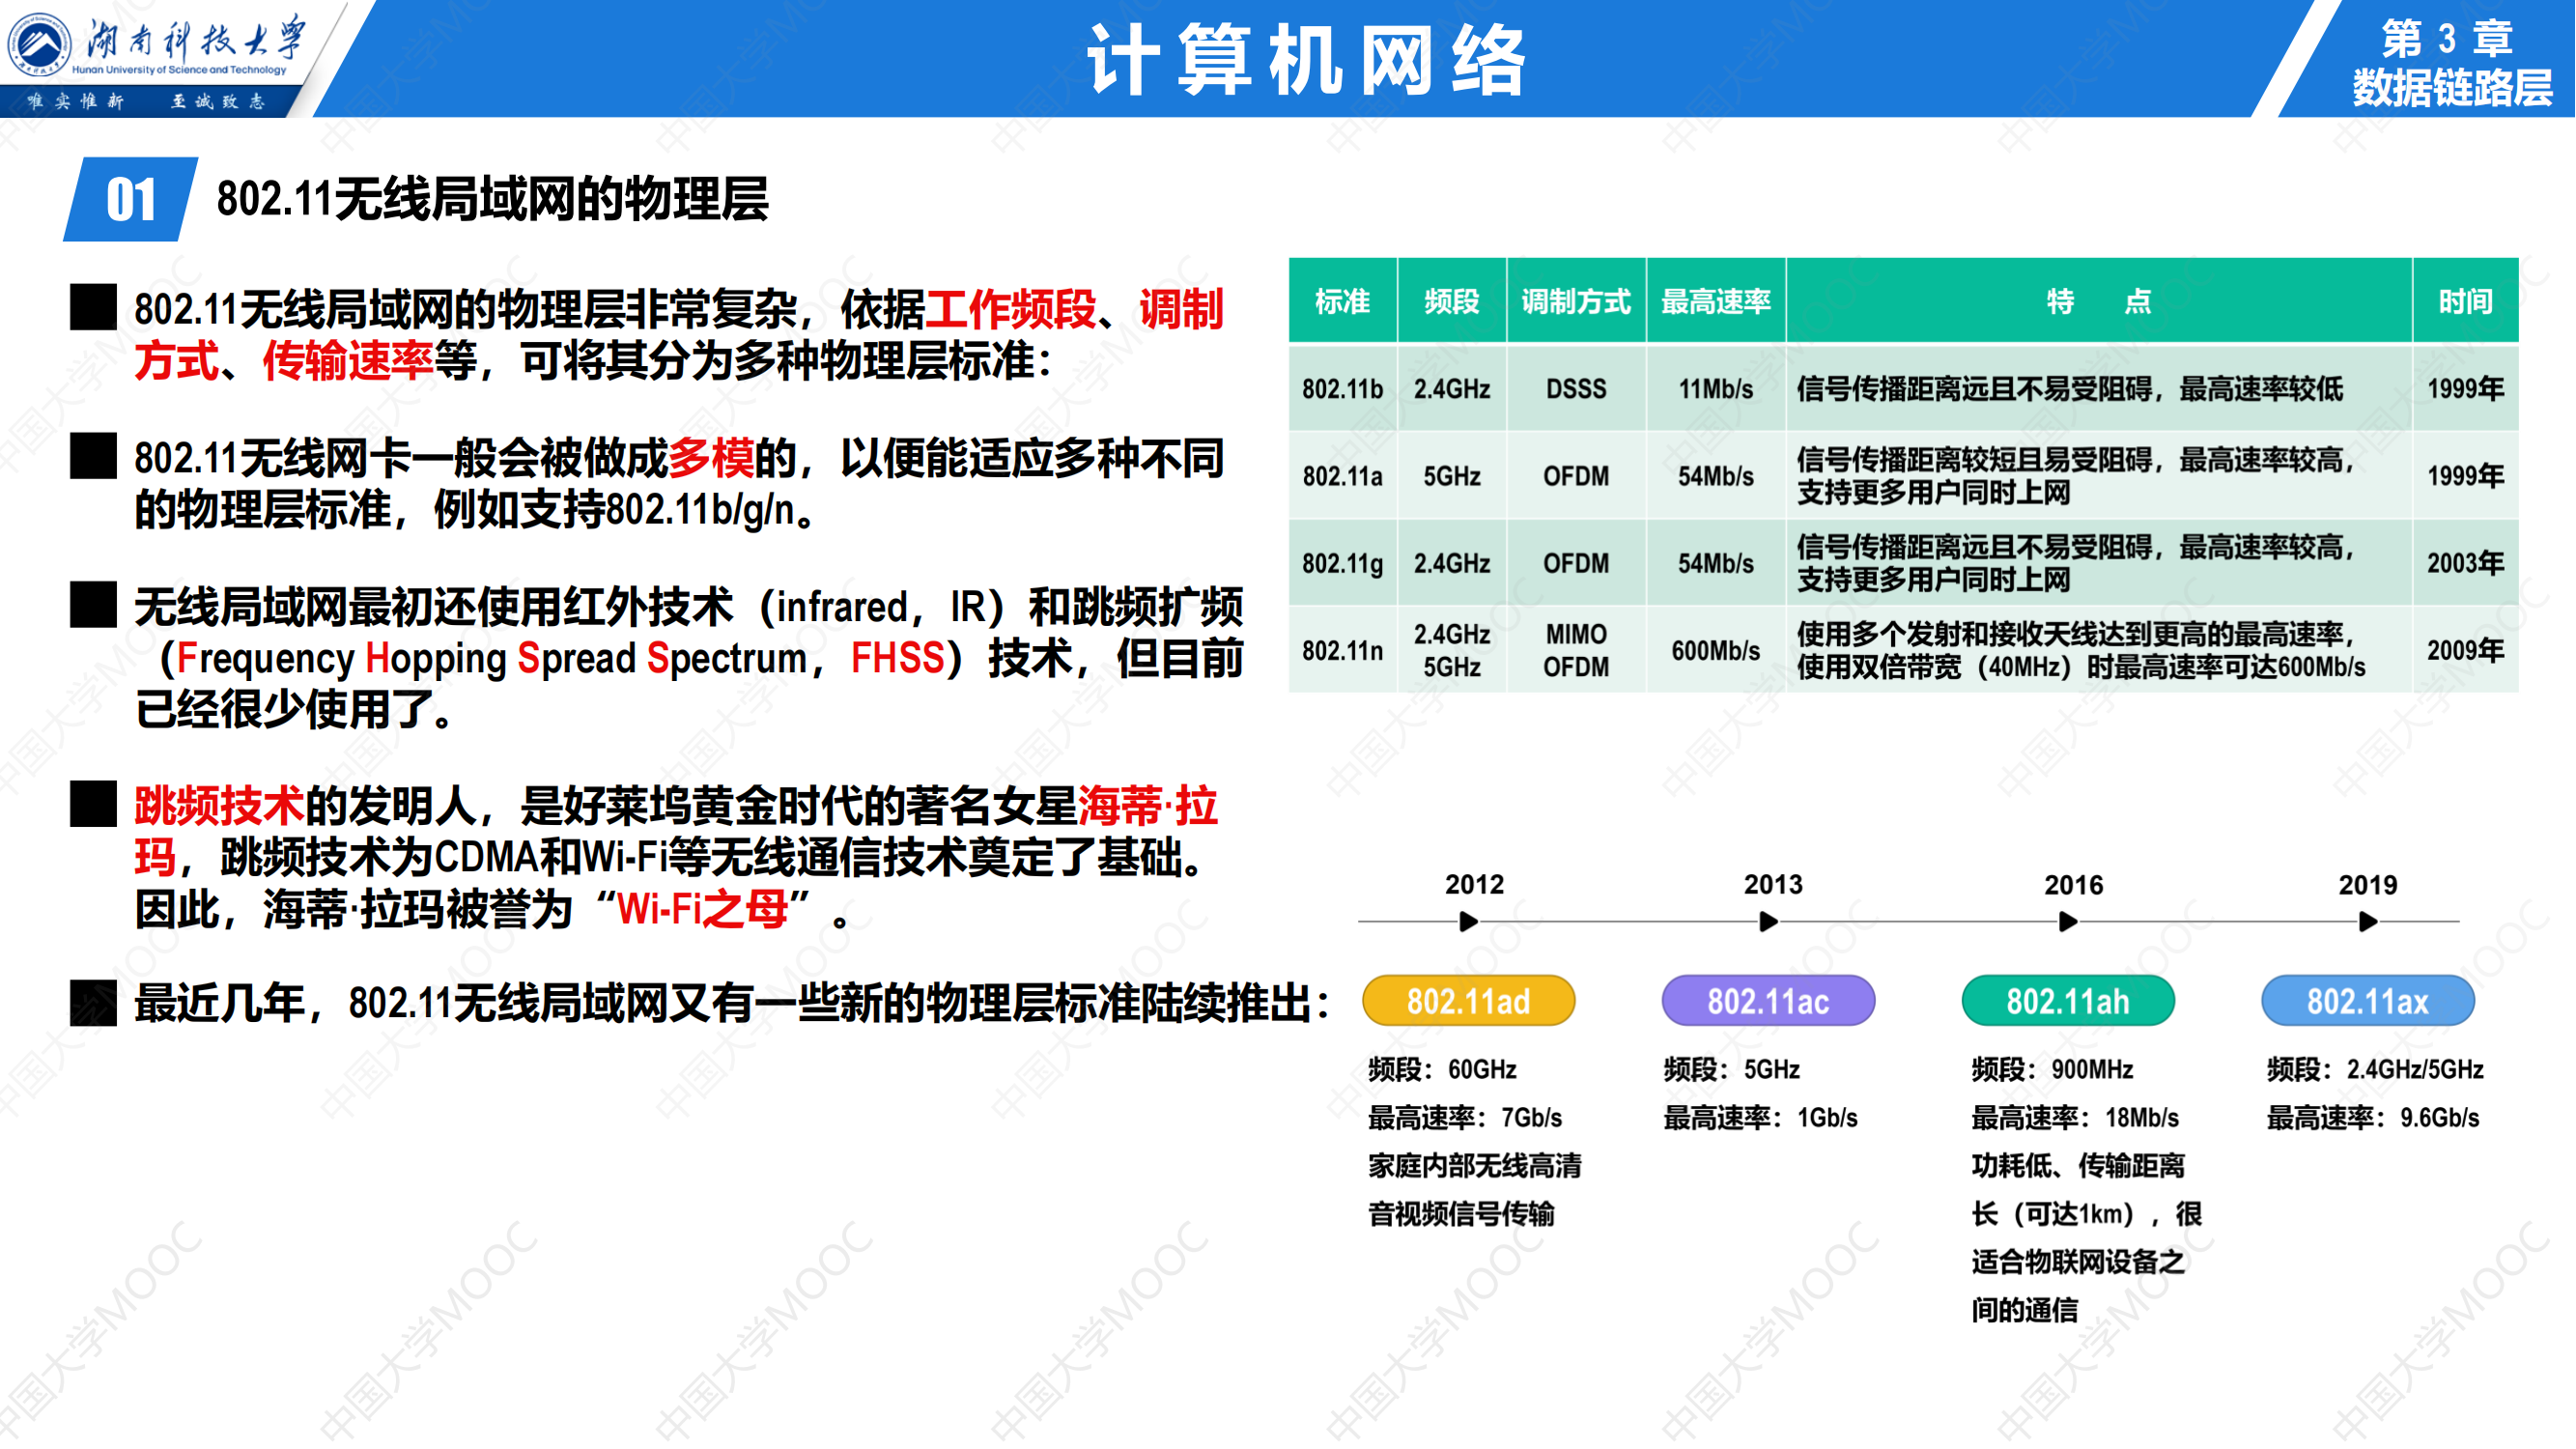 湖南科技大学
Hunan University of Science and Technology
唯实惟新 至诚致志
计算机网络
第 3 章
数据链路层
01
802.11无线局域网的物理层
802.11无线局域网的物理层非常复杂，依据工作频段、调制
方式、传输速率等，可将其分为多种物理层标准：
802.11无线网卡一般会被做成多模的，以便能适应多种不同
的物理层标准，例如支持802.11b/g/n。
无线局域网最初还使用红外技术（infrared，IR）和跳频扩频
（Frequency Hopping Spread Spectrum，FHSS）技术，但目前
已经很少使用了。
跳频技术的发明人，是好莱坞黄金时代的著名女星海蒂·拉
玛，跳频技术为CDMA和Wi-Fi等无线通信技术奠定了基础。
因此，海蒂·拉玛被誉为“Wi-Fi之母”。
最近几年，802.11无线局域网又有一些新的物理层标准陆续推出：
标准 频段 调制方式 最高速率 特 点 时间
802.11b 2.4GHz DSSS 11Mb/s 信号传播距离远且不易受阻碍，最高速率较低 1999年
802.11a 5GHz OFDM 54Mb/s 信号传播距离较短且易受阻碍，最高速率较高，
支持更多用户同时上网 1999年
802.11g 2.4GHz OFDM 54Mb/s 信号传播距离远且不易受阻碍，最高速率较高，
支持更多用户同时上网 2003年
802.11n 2.4GHz
5GHz MIMO
OFDM 600Mb/s 使用多个发射和接收天线达到更高的最高速率，
使用双倍带宽（40MHz）时最高速率可达600Mb/s 2009年
2012 2013 2016 2019
802.11ad
频段：60GHz
最高速率：7Gb/s
家庭内部无线高清
音视频信号传输
802.11ac
频段：5GHz
最高速率：1Gb/s
802.11ah
频段：900MHz
最高速率：18Mb/s
功耗低、传输距离
长（可达1km），很
适合物联网设备之
间的通信
802.11ax
频段：2.4GHz/5GHz
最高速率：9.6Gb/s
中国大学MOOC